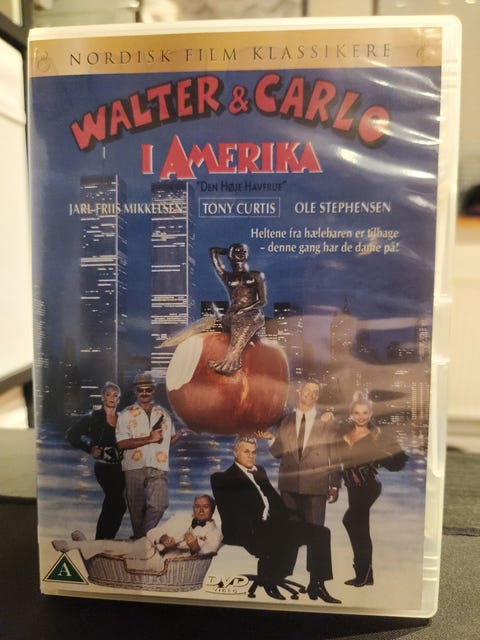 NORDISK FILM KLASSIKERE
WALTER & CARLO
I AMERIKA
"DEN HØJE HAVFRUE"
JARL FRIIS MIKKELSEN TONY CURTIS OLE STEPHENSEN
Heltene fra hælebaren er tilbage
- denne gang har de dame på!
A
DVD
VIDEO